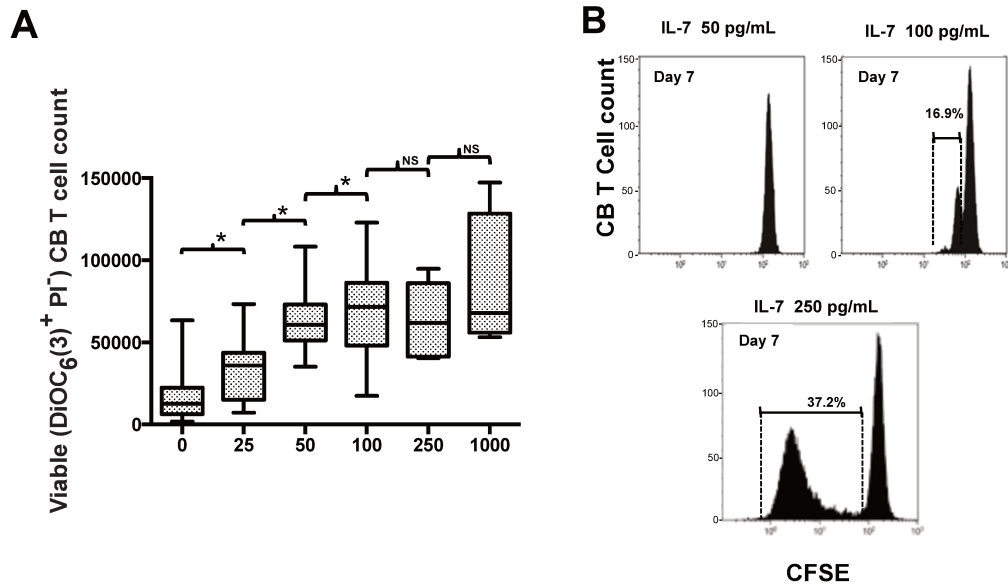 A
Viable (DiOC6(3)+ PI-) CB T cell count
150000
100000
50000
0
*
*
*
NS
NS
0 25 50 100 250 1000
B
CB T Cell count
IL-7 50 pg/mL
Day 7
150
100
50
0
IL-7 100 pg/mL
Day 7
16.9%
150
100
50
0
IL-7 250 pg/mL
Day 7
37.2%
150
100
50
0
CFSE